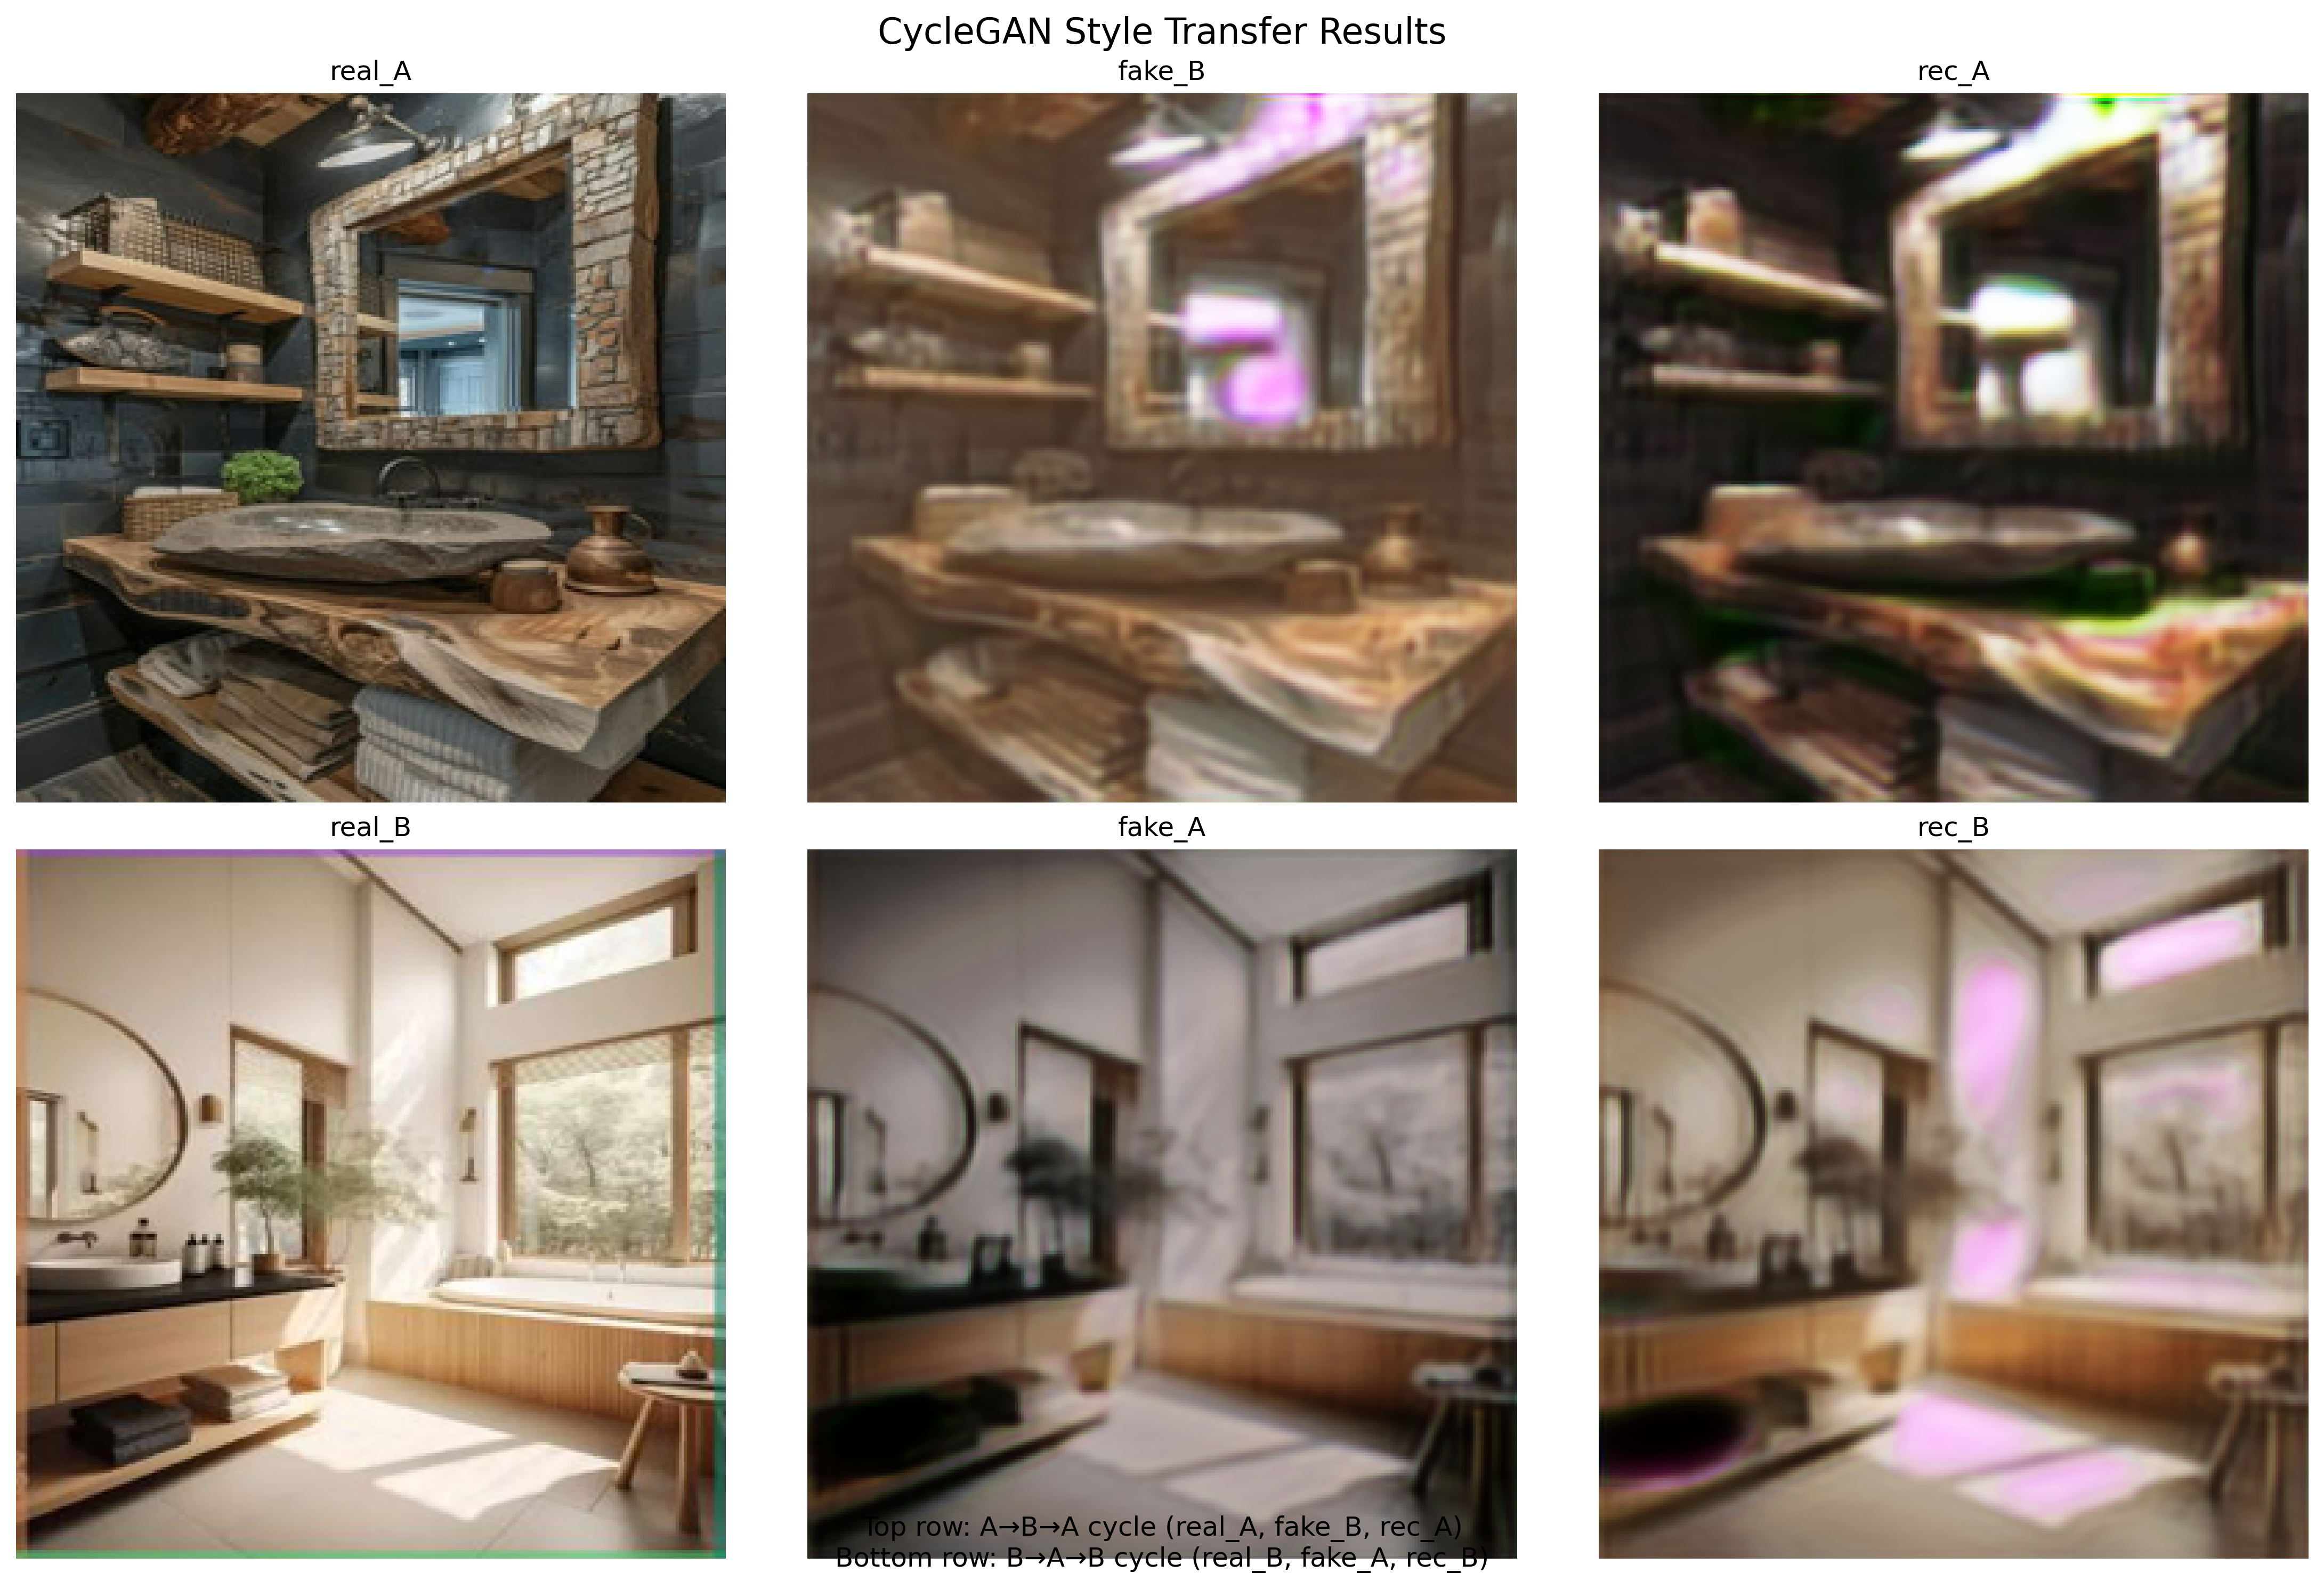 CycleGAN Style Transfer Results
real_A
fake_B
rec_A
real_B
fake_A
rec_B
Top row: A→B→A cycle (real_A, fake_B, rec_A)
Bottom row: B→A→B cycle (real_B, fake_A, rec_B)